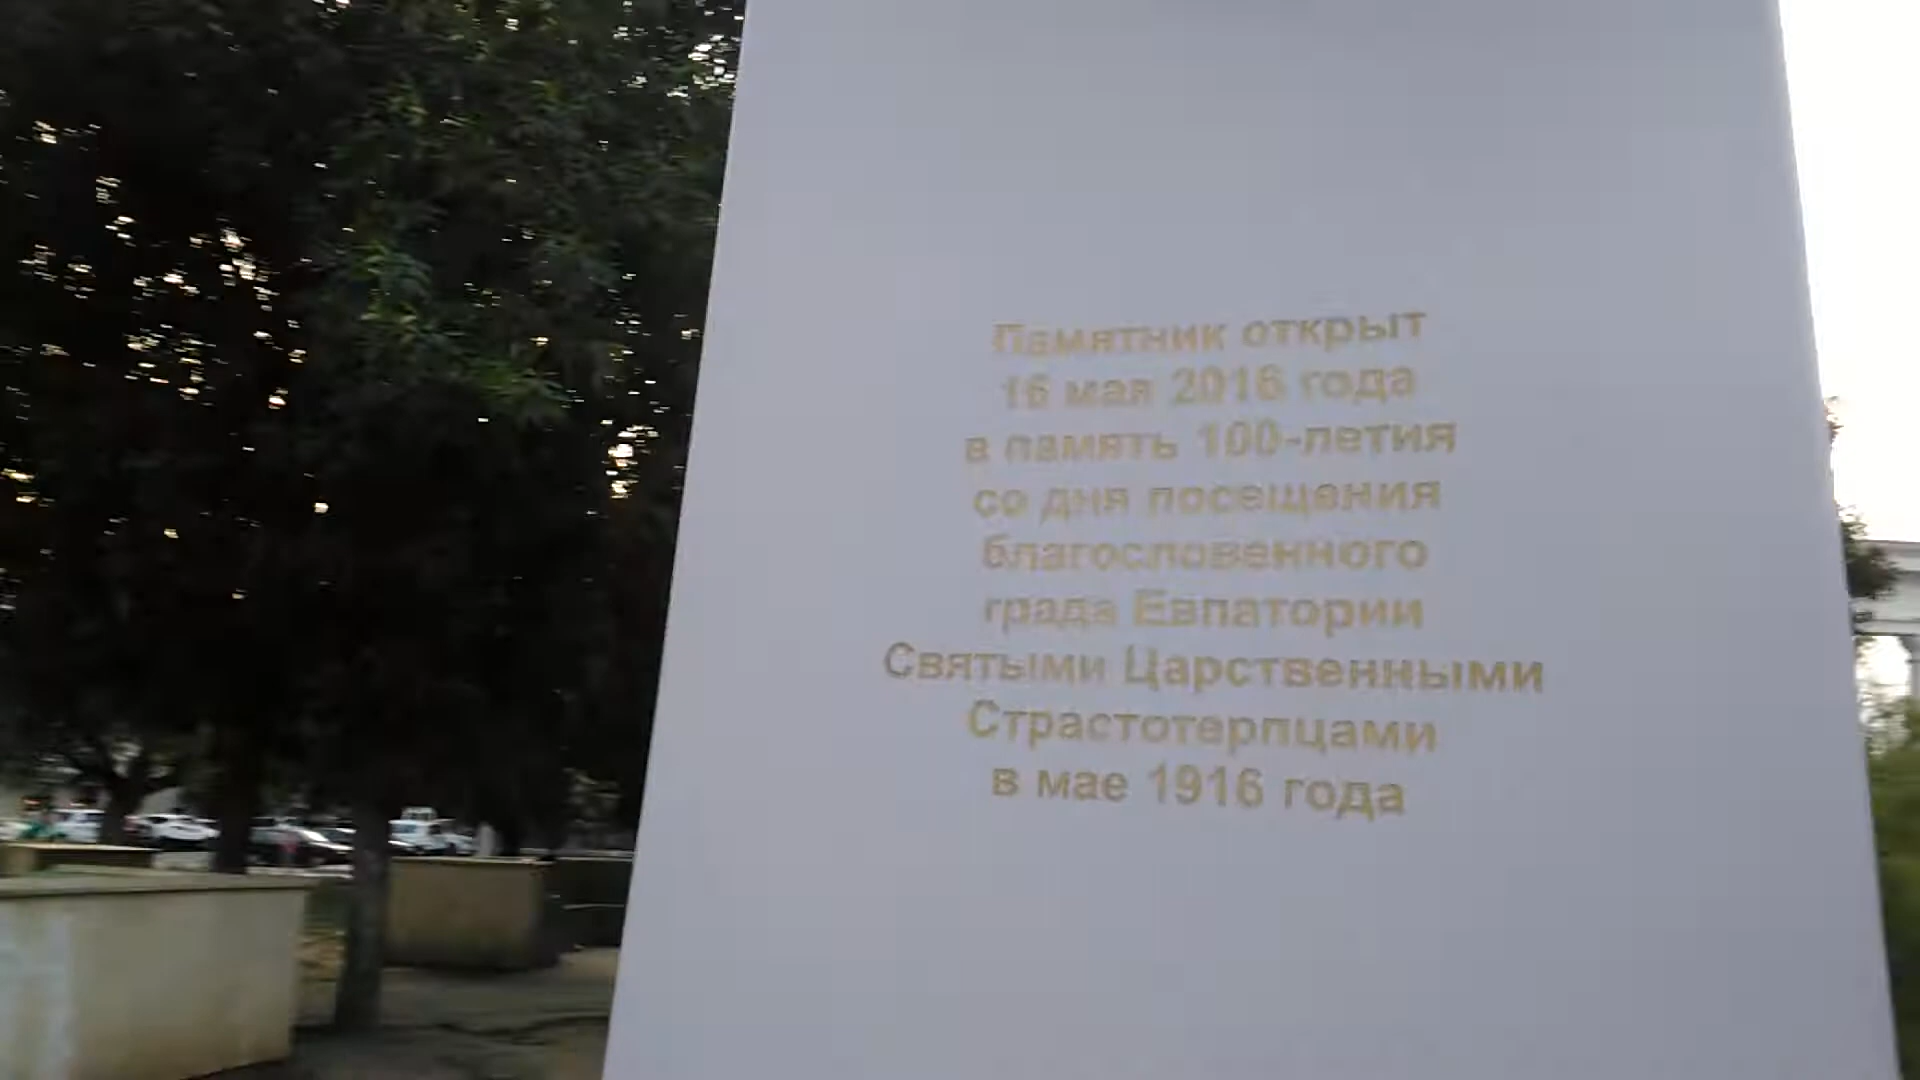 Памятник открыт
16 мая 2016 года
в память 100-летия
со дня посещения
благословенного
града Евпатории
Святыми Царственными
Страстотерпцами
в мае 1916 года